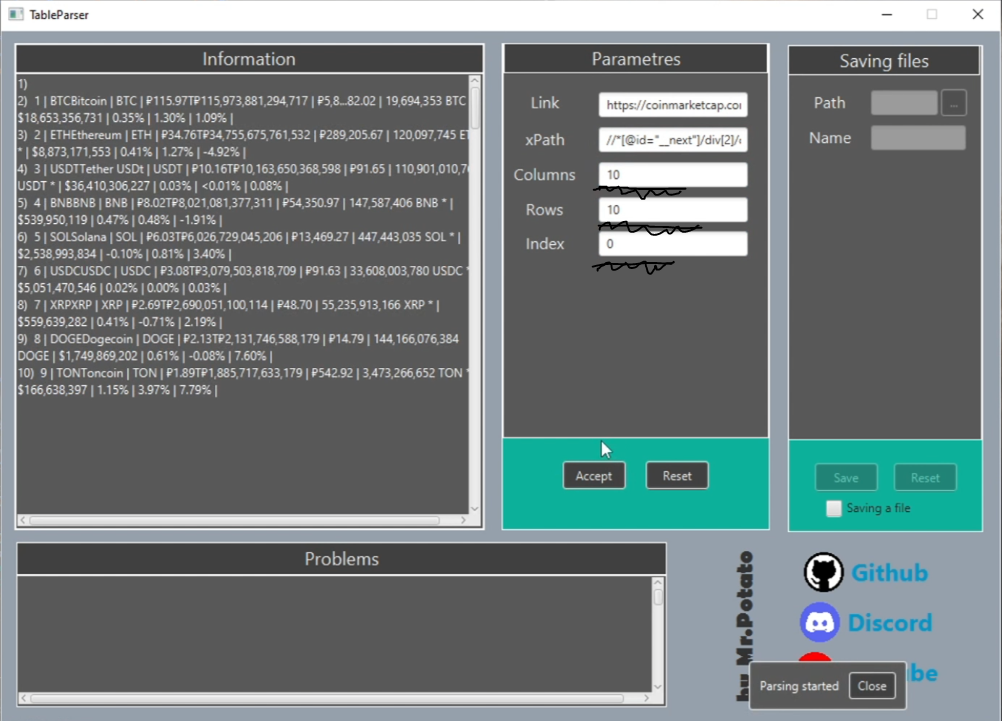 TableParser
Information
1)
2) 1 | BTCBitcoin | BTC | ₽115.97T₽115,973,881,294,717 | ₽5,8...82.02 | 19,694,353 BTC
$18,653,356,731 | 0.35% | 1.30% | 1.09% |
3) 2 | ETHEthereum | ETH | ₽34.76T₽34,755,675,761,532 | ₽289,205.67 | 120,097,745 ET
* | $8,873,171,553 | 0.41% | 1.27% | -4.92% |
4) 3 | USDTTether USDt | USDT | ₽10.16T₽10,163,650,368,598 | ₽91.65 | 110,901,010,7
USDT * | $36,410,306,227 | 0.03% | <0.01% | 0.08% |
5) 4 | BNBBNB | BNB | ₽8.02T₽8,021,081,377,311 | ₽54,350.97 | 147,587,406 BNB * |
$539,950,119 | 0.47% | 0.48% | -1.91% |
6) 5 | SOLSolana | SOL | ₽6.03T₽6,026,729,045,206 | ₽13,469.27 | 447,443,035 SOL * |
$2,538,993,834 | -0.10% | 0.81% | 3.40% |
7) 6 | USDCUSDC | USDC | ₽3.08T₽3,079,503,818,709 | ₽91.63 | 33,608,003,780 USDC *
$5,051,470,546 | 0.02% | 0.00% | 0.03% |
8) 7 | XRPXRP | XRP | ₽2.69T₽2,690,051,100,114 | ₽48.70 | 55,235,913,166 XRP * |
$559,639,282 | 0.41% | -0.71% | 2.19% |
9) 8 | DOGEDogecoin | DOGE | ₽2.13T₽2,131,746,588,179 | ₽14.79 | 144,166,076,384
DOGE | $1,749,869,202 | 0.61% | -0.08% | 7.60% |
10) 9 | TONToncoin | TON | ₽1.89T₽1,885,717,633,179 | ₽542.92 | 3,473,266,652 TON *
$166,638,397 | 1.15% | 3.97% | 7.79% |
Parametres
Link https://coinmarketcap.co
xPath //*[@id="__next"]/div[2]/
Columns 10
Rows 10
Index 0
Accept Reset
Saving files
Path ...
Name
Save Reset
Saving a file
Problems
by Mr.Potato
Github
Discord
be
Parsing started Close